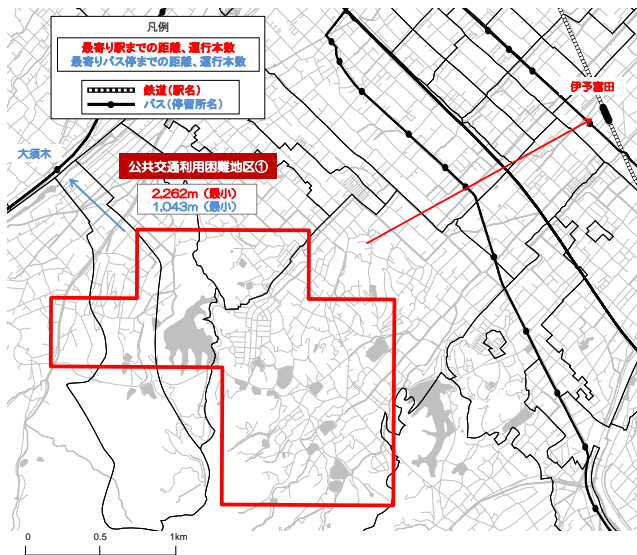 凡例
最寄り駅までの距離、運行本数
最寄りバス停までの距離、運行本数
鉄道(駅名)
バス(停留所名)
伊予富田
大須木
公共交通利用困難地区①
2,262m（最小）
1,043m（最小）
0 0.5 1km